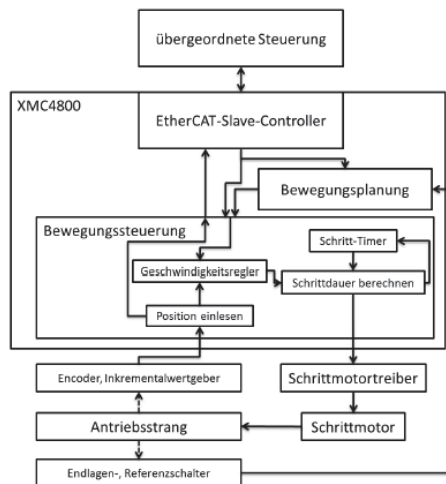 übergeordnete Steuerung
XMC4800
EtherCAT-Slave-Controller
Bewegungsplanung
Bewegungssteuerung
Schritt-Timer
Geschwindigkeitsregler
Schrittdauer berechnen
Position einlesen
Encoder, Inkrementalwertgeber
Schrittmotortreiber
Antriebsstrang
Schrittmotor
Endlagen-, Referenzschalter